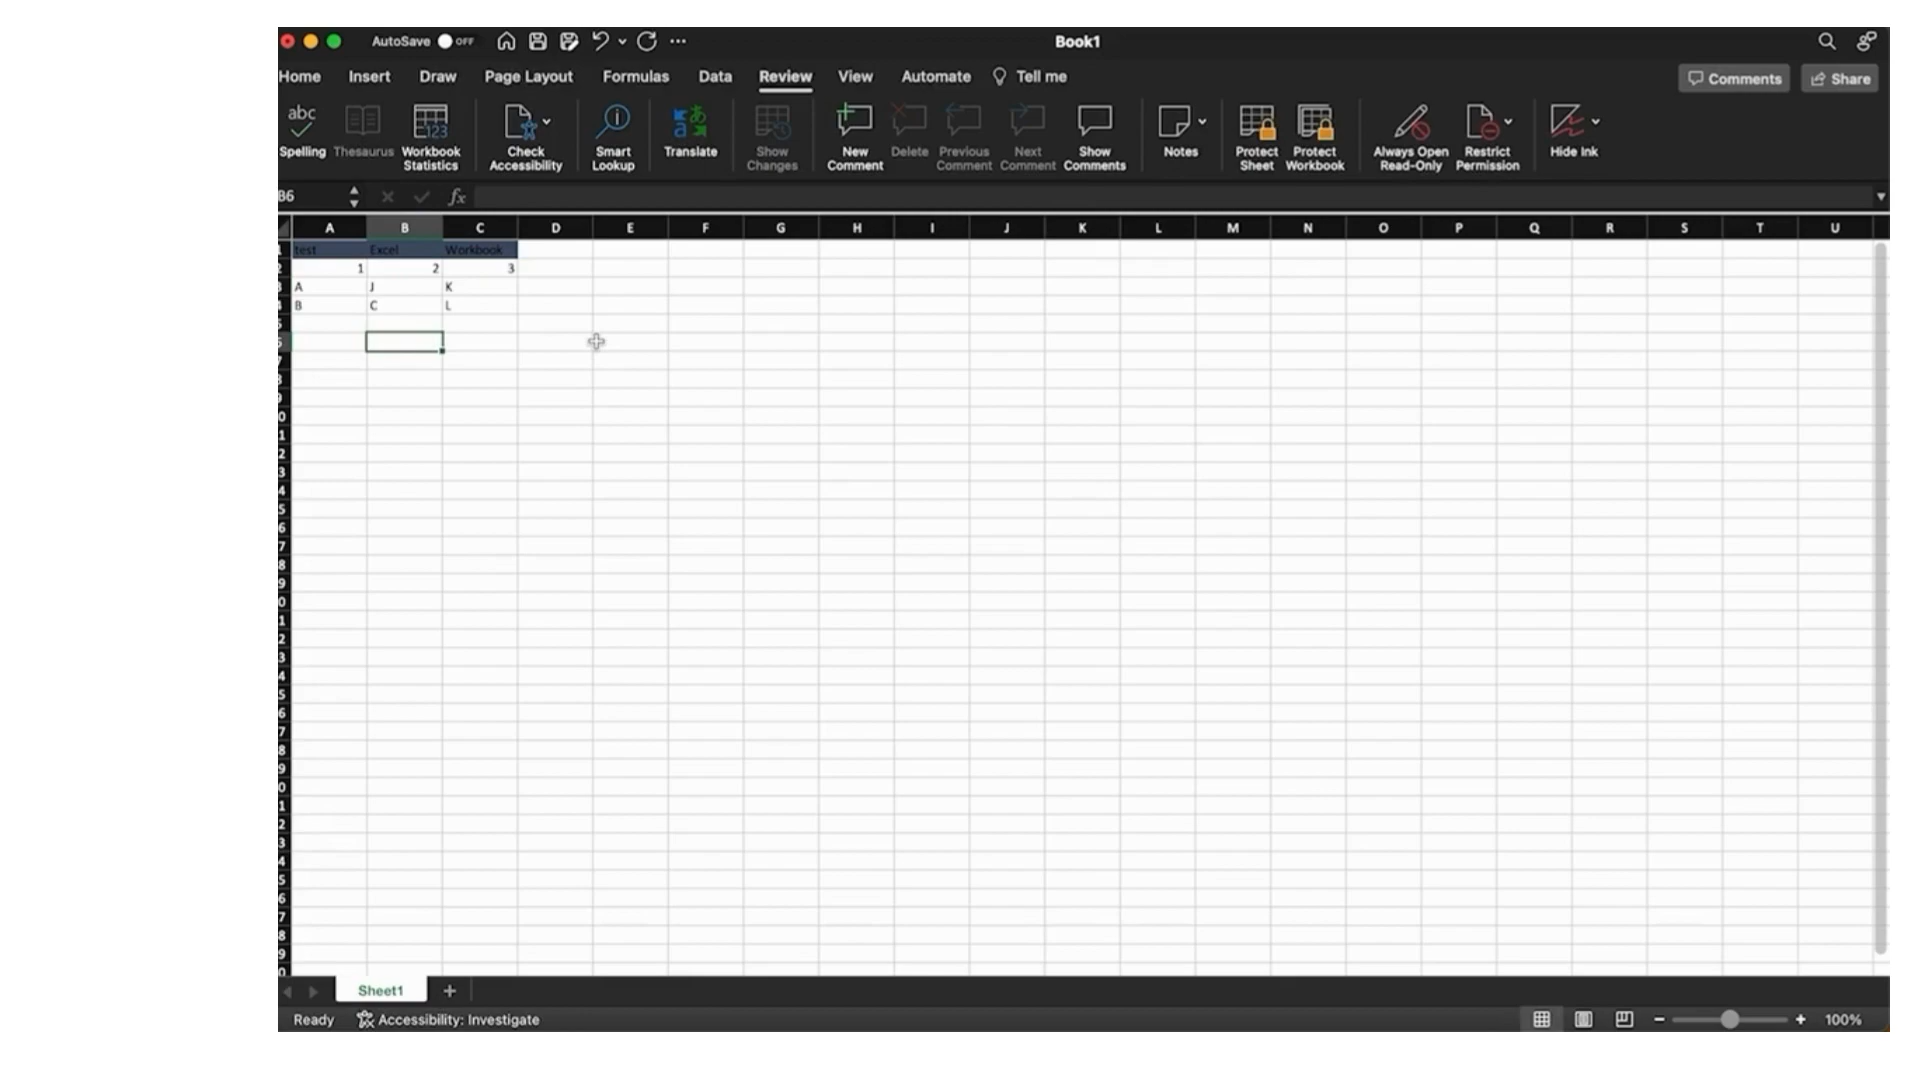 AutoSave OFF Book1
Home Insert Draw Page Layout Formulas Data Review View Automate Tell me Comments Share
abc 123
Spelling Thesaurus Workbook Statistics Check Accessibility Smart Lookup Translate Show Changes New Comment Delete Previous Comment Next Comment Show Comments Notes Protect Sheet Protect Workbook Always Open Read-Only Restrict Permission Hide Ink
B6 fx
A B C D E F G H I J K L M N O P Q R S T U
test Excel Workbook
1 2 3
A J K
B C L
Sheet1 +
Ready Accessibility: Investigate 100%